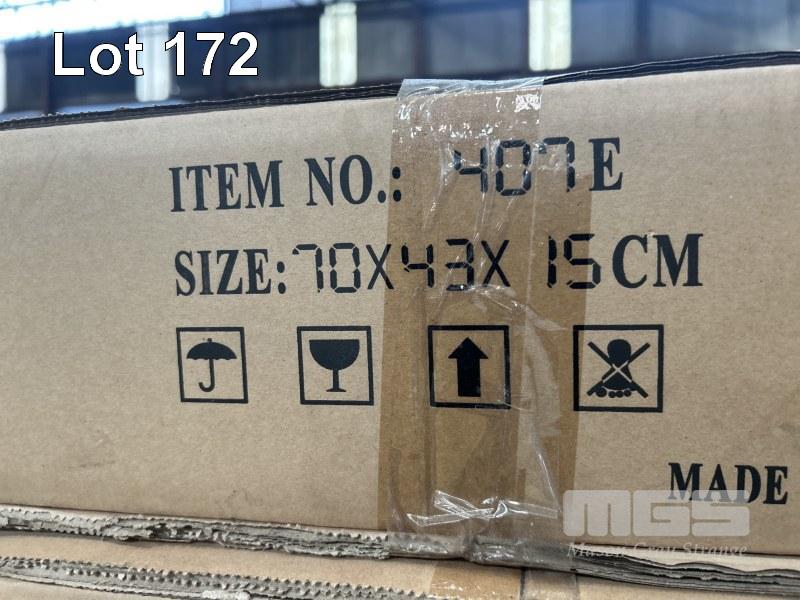 Lot 172
ITEM NO.: 407E
SIZE: 70X43X 15CM
MADE
MGS